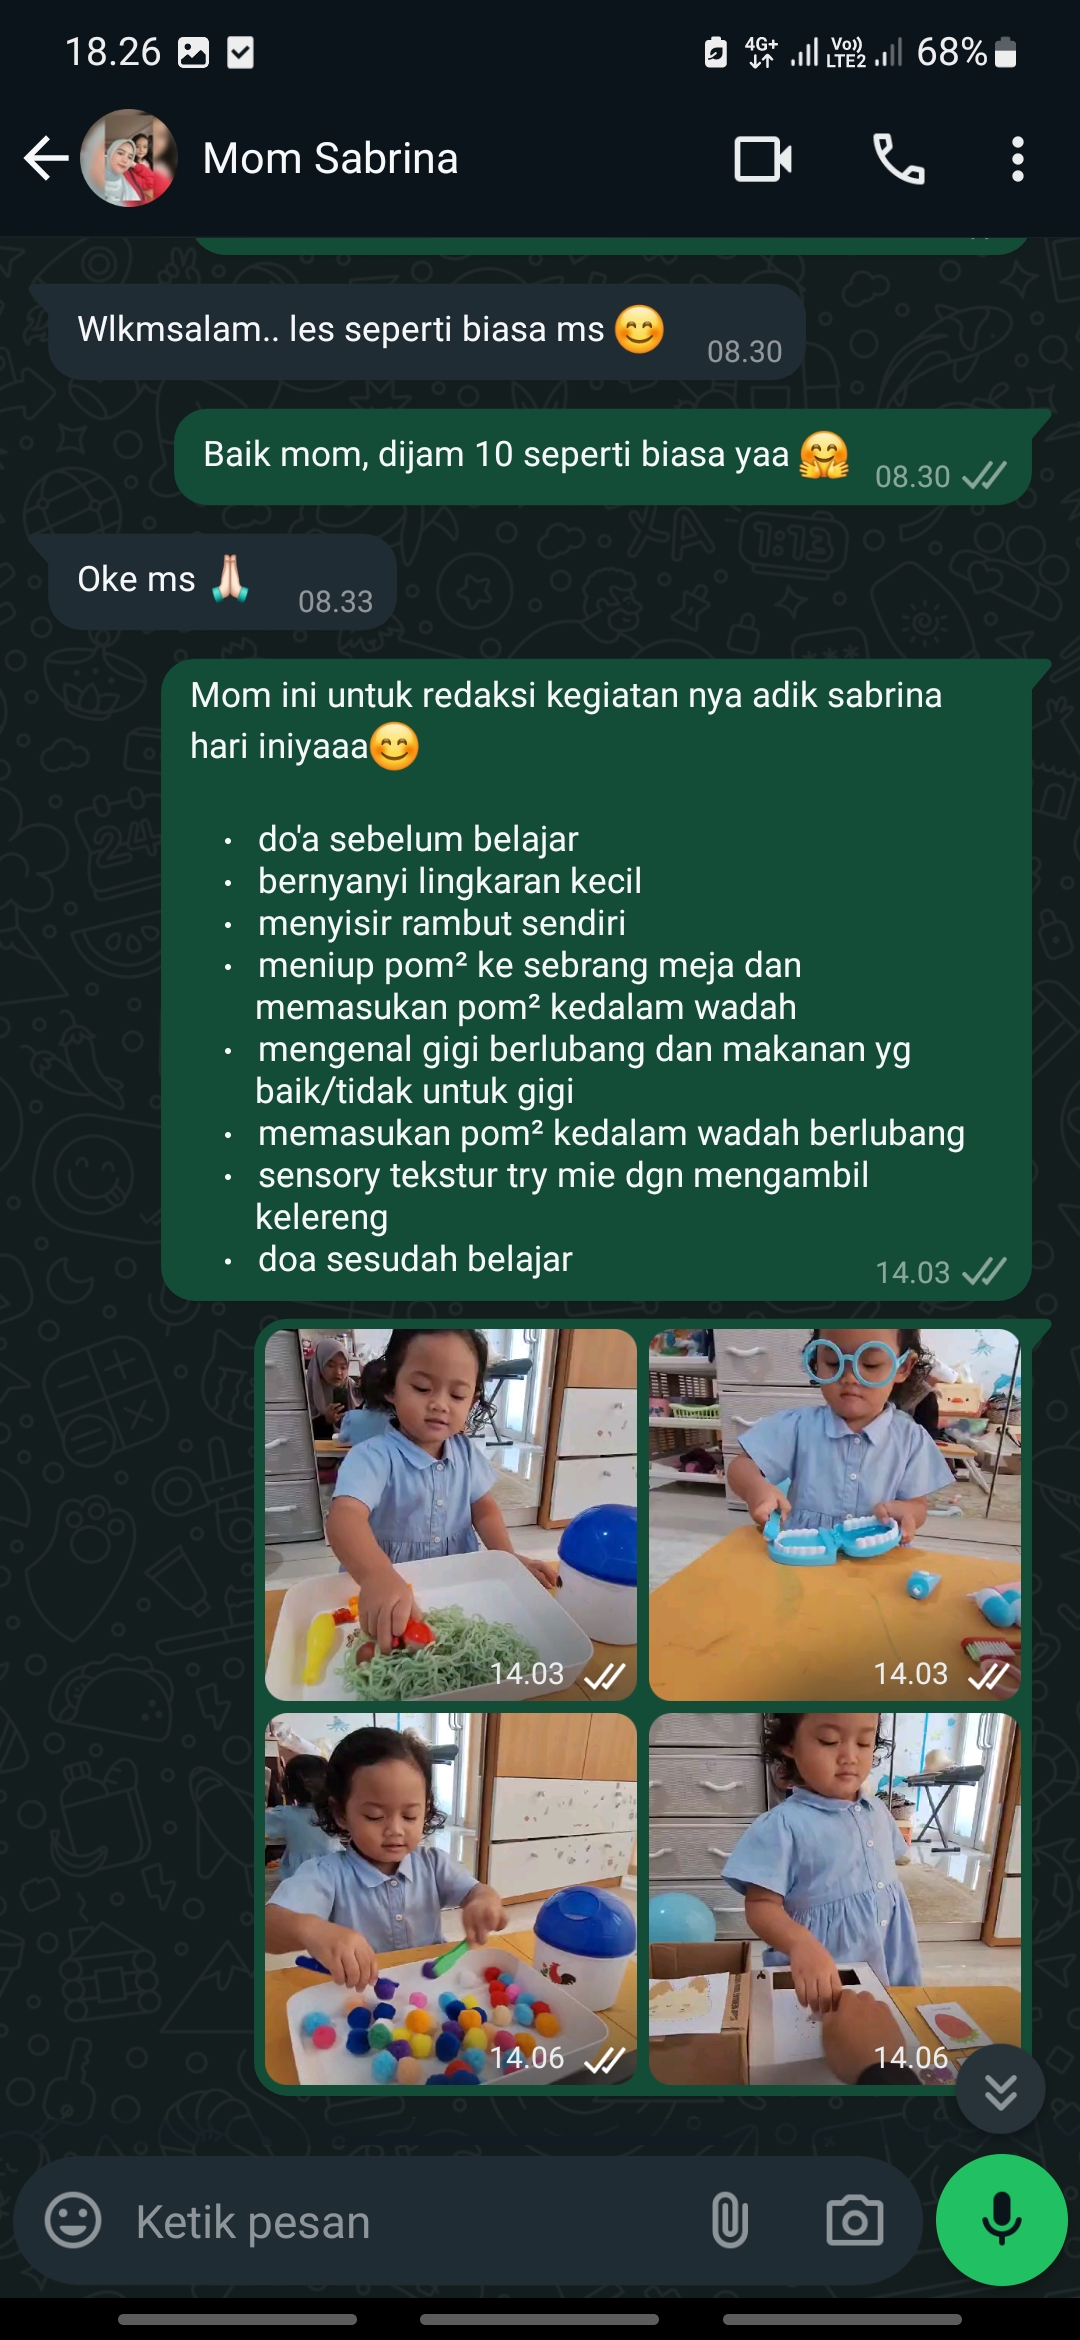 18.26
4G+
Vo))
LTE2
68%
Mom Sabrina
Wlkmsalam.. les seperti biasa ms 😊
08.30
Baik mom, dijam 10 seperti biasa yaa 🤗
08.30
Oke ms 🙏🏻
08.33
Mom ini untuk redaksi kegiatan nya adik sabrina
hari iniyaaa😊
• do'a sebelum belajar
• bernyanyi lingkaran kecil
• menyisir rambut sendiri
• meniup pom² ke sebrang meja dan
memasukan pom² kedalam wadah
• mengenal gigi berlubang dan makanan yg
baik/tidak untuk gigi
• memasukan pom² kedalam wadah berlubang
• sensory tekstur try mie dgn mengambil
kelereng
• doa sesudah belajar
14.03
14.03
14.03
14.06
14.06
Ketik pesan